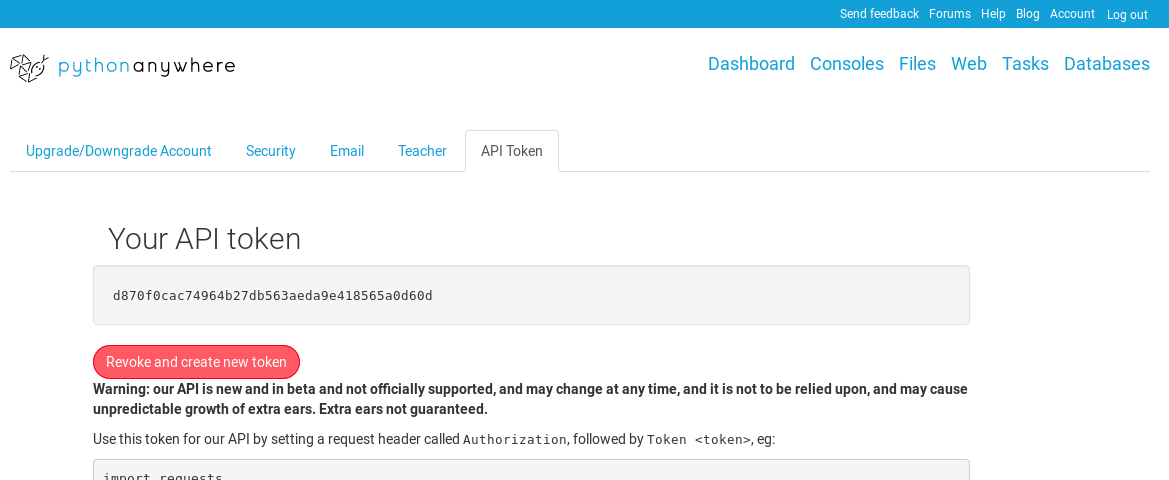 Send feedback Forums Help Blog Account Log out
pythonanywhere
Dashboard Consoles Files Web Tasks Databases
Upgrade/Downgrade Account Security Email Teacher API Token
Your API token
d870f0cac74964b27db563aeda9e418565a0d60d
Revoke and create new token
Warning: our API is new and in beta and not officially supported, and may change at any time, and it is not to be relied upon, and may cause
unpredictable growth of extra ears. Extra ears not guaranteed.
Use this token for our API by setting a request header called Authorization, followed by Token <token>, eg:
import requests